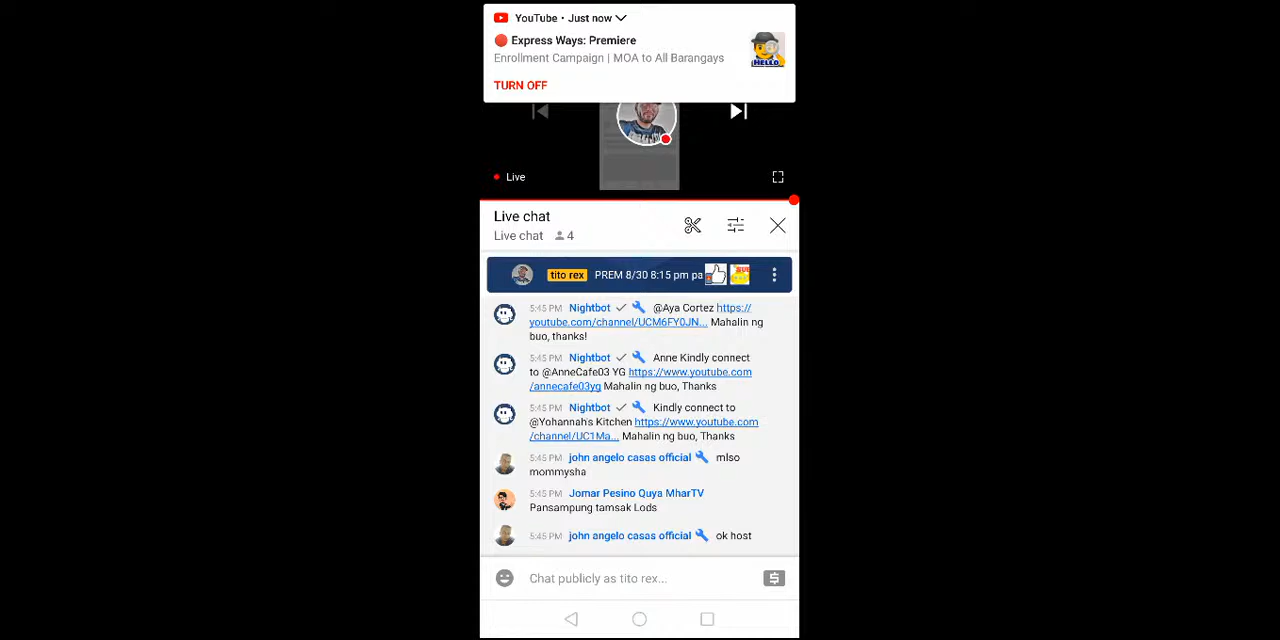 YouTube • Just now
Express Ways: Premiere
Enrollment Campaign | MOA to All Barangays
HELLO
TURN OFF
Live
Live chat
Live chat 4
tito rex PREM 8/30 8:15 pm pa
5:45 PM Nightbot @Aya Cortez https://
youtube.com/channel/UCM6FY0JN... Mahalin ng
buo, thanks!
5:45 PM Nightbot Anne Kindly connect
to @AnneCafe03 YG https://www.youtube.com
/annecafe03yg Mahalin ng buo, Thanks
5:45 PM Nightbot Kindly connect to
@Yohannah's Kitchen https://www.youtube.com
/channel/UC1Ma... Mahalin ng buo, Thanks
5:45 PM john angelo casas official mlso
mommysha
5:45 PM Jomar Pesino Quya MharTV
Pansampung tamsak Lods
5:45 PM john angelo casas official ok host
Chat publicly as tito rex...